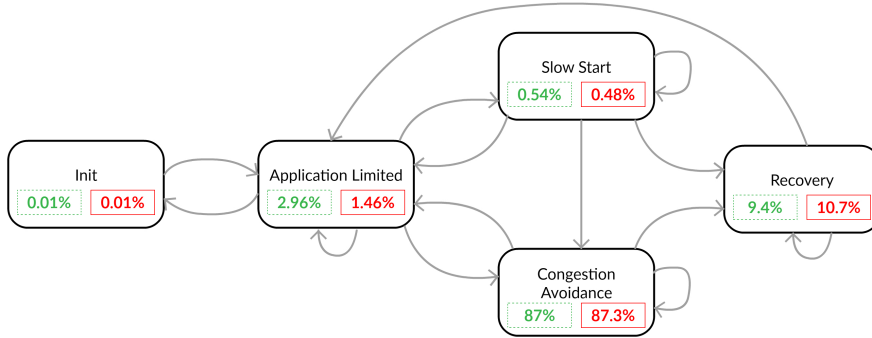 Slow Start
0.54% 0.48%
Init
0.01% 0.01%
Application Limited
2.96% 1.46%
Recovery
9.4% 10.7%
Congestion
Avoidance
87% 87.3%